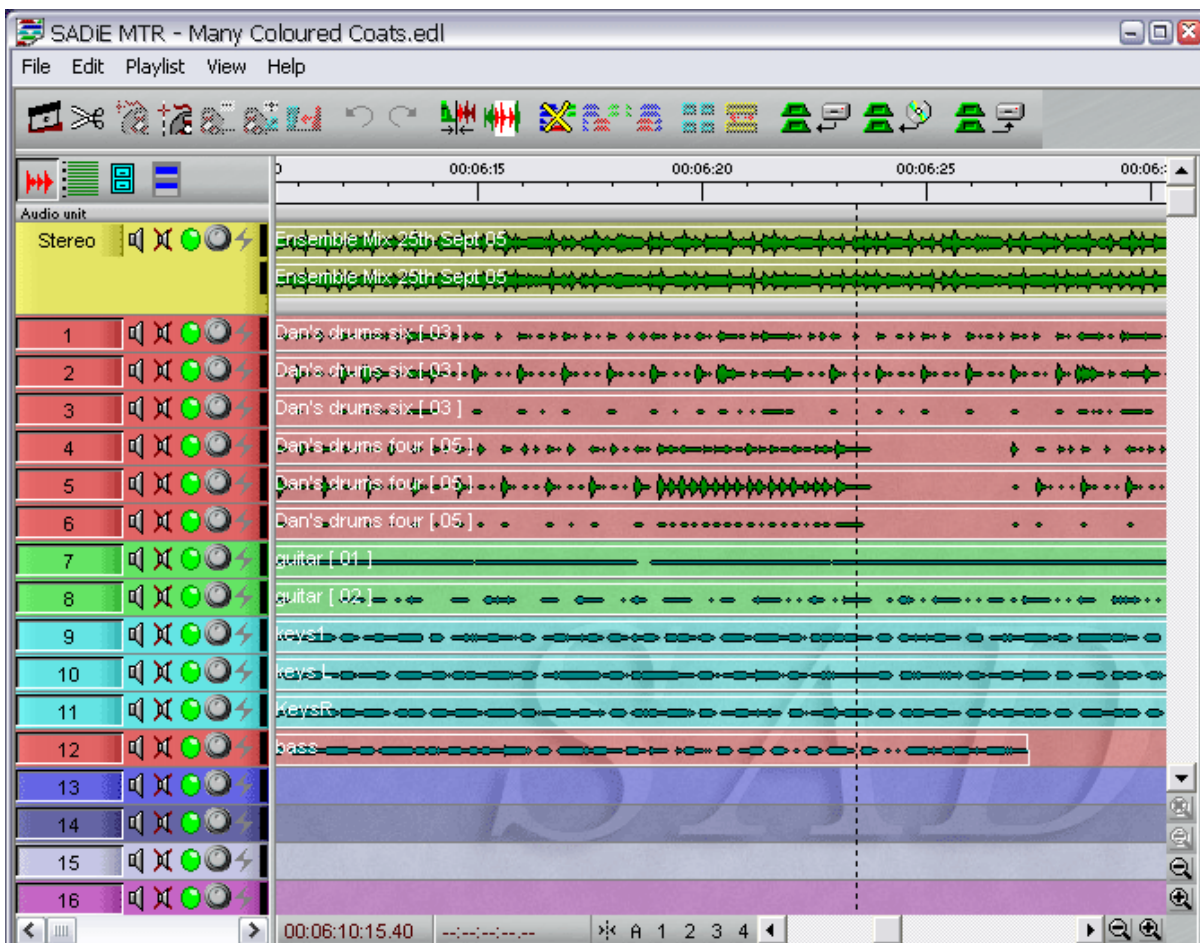 SADiE MTR - Many Coloured Coats.edl
File Edit Playlist View Help
00:06:15 00:06:20 00:06:25 00:06:
Audio unit
Stereo Ensemble Mix 25th Sept 05
Ensemble Mix 25th Sept 05
1 Dan's drums six [ 03 ]
2 Dan's drums six [ 03 ]
3 Dan's drums six [ 03 ]
4 Dan's drums four [ 05 ]
5 Dan's drums four [ 05 ]
6 Dan's drums four [ 05 ]
7 guitar [ 01 ]
8 guitar [ 02 ]
9 keys1
10 keys L
11 KeysR
12 bass
13
14
15
16
SAD
00:06:10:15.40 --:--:--:--.-- A 1 2 3 4